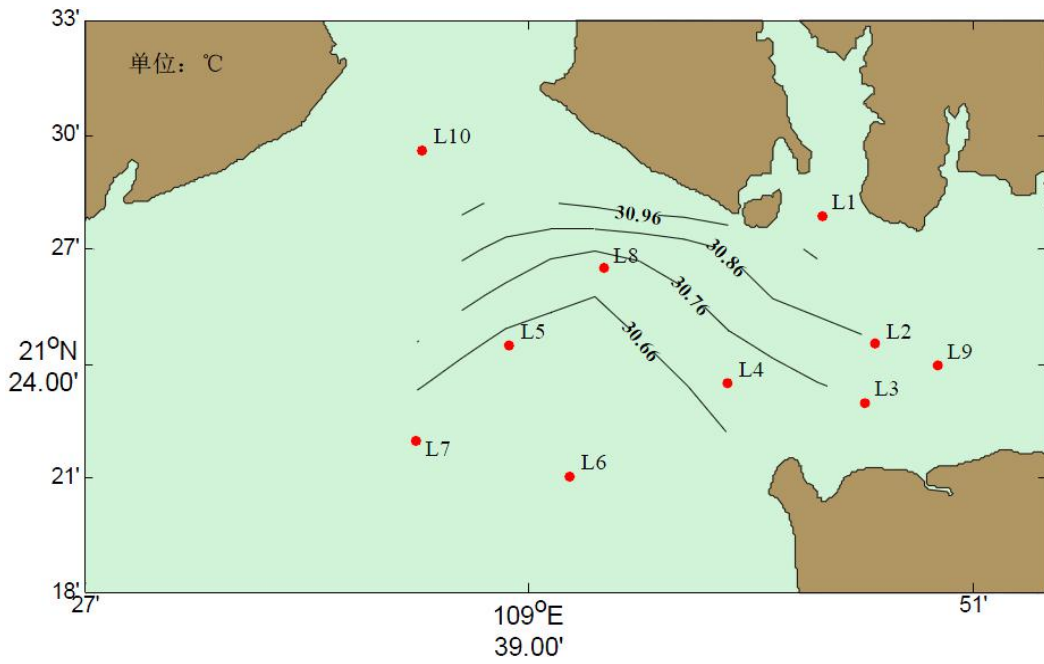 33'
单位：℃
30'
L10
L1
30.96
27'
30.86
L8
30.76
30.66
L5
L2
21°N
24.00'
L9
L4
L3
L7
L6
21'
18'
27'
109°E
39.00'
51'